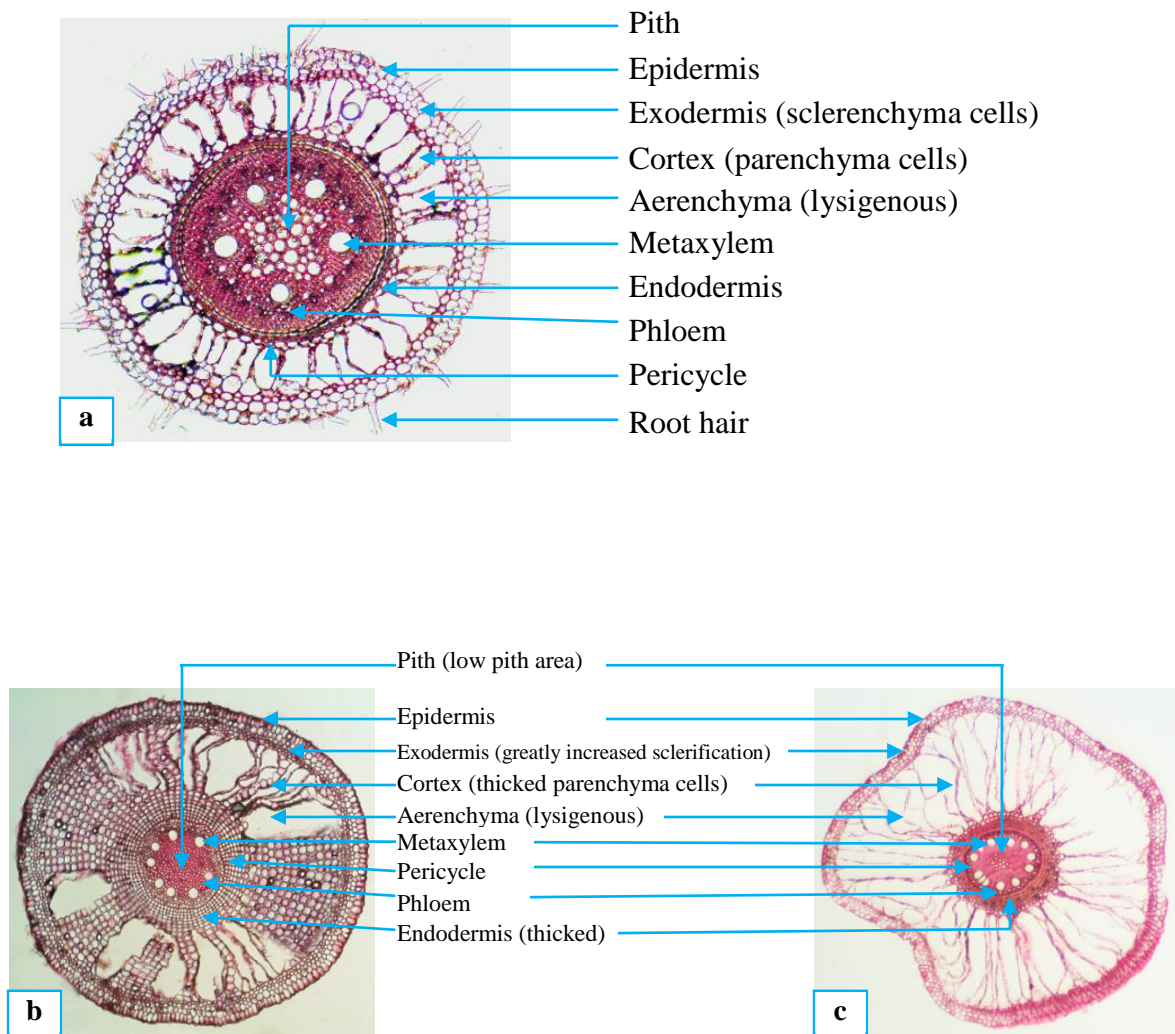 Pith
Epidermis
Exodermis (sclerenchyma cells)
Cortex (parenchyma cells)
Aerenchyma (lysigenous)
Metaxylem
Endodermis
Phloem
Pericycle
Root hair
a
Pith (low pith area)
Epidermis
Exodermis (greatly increased sclerification)
Cortex (thicked parenchyma cells)
Aerenchyma (lysigenous)
Metaxylem
Pericycle
Phloem
Endodermis (thicked)
b
c